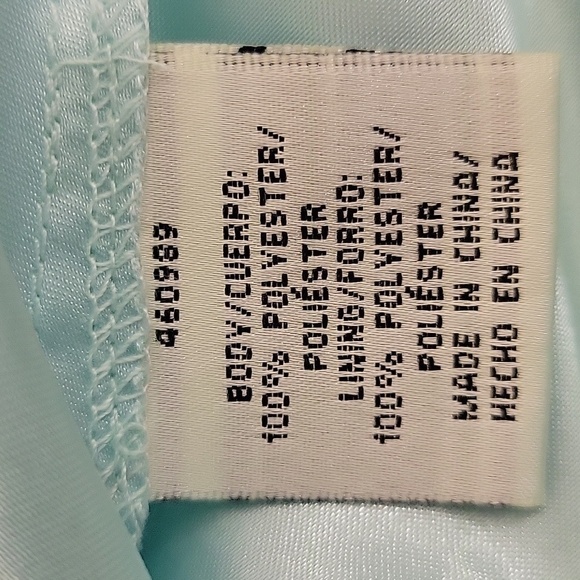 460989
BODY/CUERPO:
100% POLYESTER/
POLIÉSTER
LINING/FORRO:
100% POLYESTER/
POLIÉSTER
MADE IN CHINA/
HECHO EN CHINA